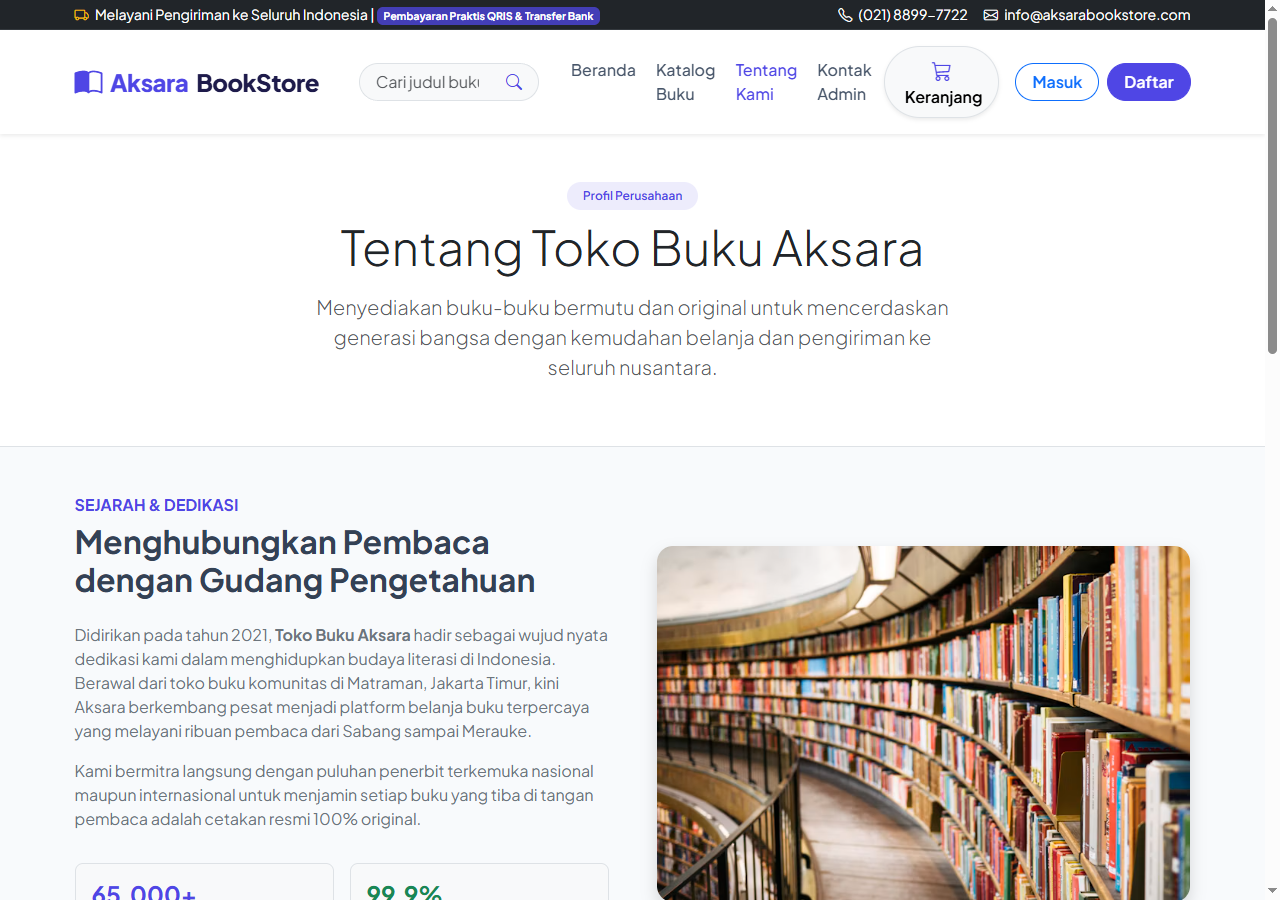 Melayani Pengiriman ke Seluruh Indonesia | Pembayaran Praktis QRIS & Transfer Bank
(021) 8899-7722 info@aksarabookstore.com
Aksara BookStore
Cari judul buku
Beranda
Katalog Buku
Tentang Kami
Kontak Admin
Keranjang
Masuk
Daftar
Profil Perusahaan
Tentang Toko Buku Aksara
Menyediakan buku-buku bermutu dan original untuk mencerdaskan
generasi bangsa dengan kemudahan belanja dan pengiriman ke
seluruh nusantara.
SEJARAH & DEDIKASI
Menghubungkan Pembaca
dengan Gudang Pengetahuan
Didirikan pada tahun 2021, Toko Buku Aksara hadir sebagai wujud nyata
dedikasi kami dalam menghidupkan budaya literasi di Indonesia.
Berawal dari toko buku komunitas di Matraman, Jakarta Timur, kini
Aksara berkembang pesat menjadi platform belanja buku terpercaya
yang melayani ribuan pembaca dari Sabang sampai Merauke.
Kami bermitra langsung dengan puluhan penerbit terkemuka nasional
maupun internasional untuk menjamin setiap buku yang tiba di tangan
pembaca adalah cetakan resmi 100% original.
65.000+
99.9%